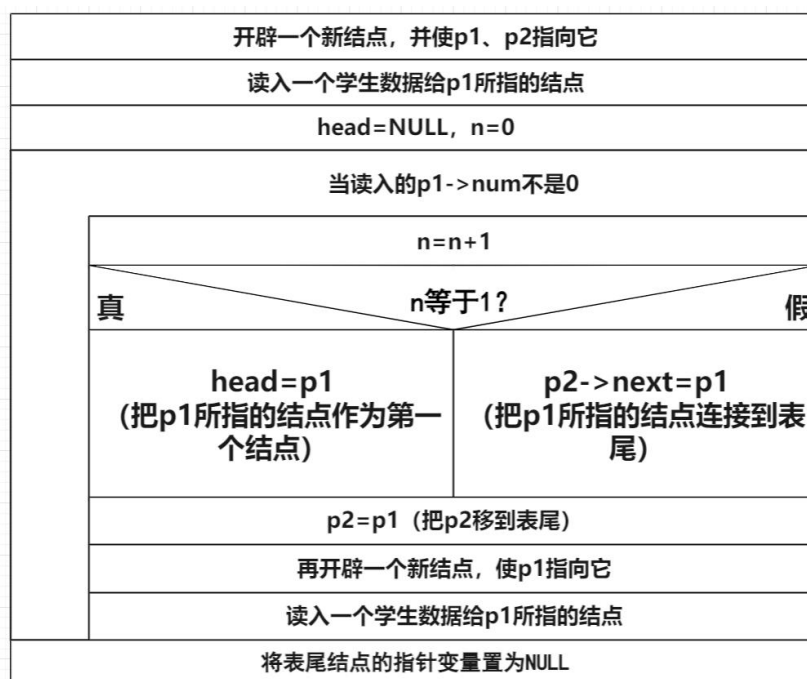 开辟一个新结点，并使p1、p2指向它
读入一个学生数据给p1所指的结点
head=NULL，n=0
当读入的p1->num不是0
n=n+1
真
n等于1？
假
head=p1
（把p1所指的结点作为第一
个结点）
p2->next=p1
（把p1所指的结点连接到表
尾）
p2=p1（把p2移到表尾）
再开辟一个新结点，使p1指向它
读入一个学生数据给p1所指的结点
将表尾结点的指针变量置为NULL